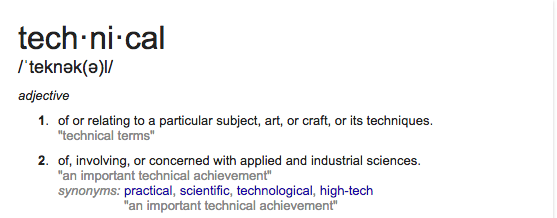 tech·ni·cal
/ˈteknək(ə)l/
adjective
1. of or relating to a particular subject, art, or craft, or its techniques.
"technical terms"
2. of, involving, or concerned with applied and industrial sciences.
"an important technical achievement"
synonyms: practical, scientific, technological, high-tech
"an important technical achievement"